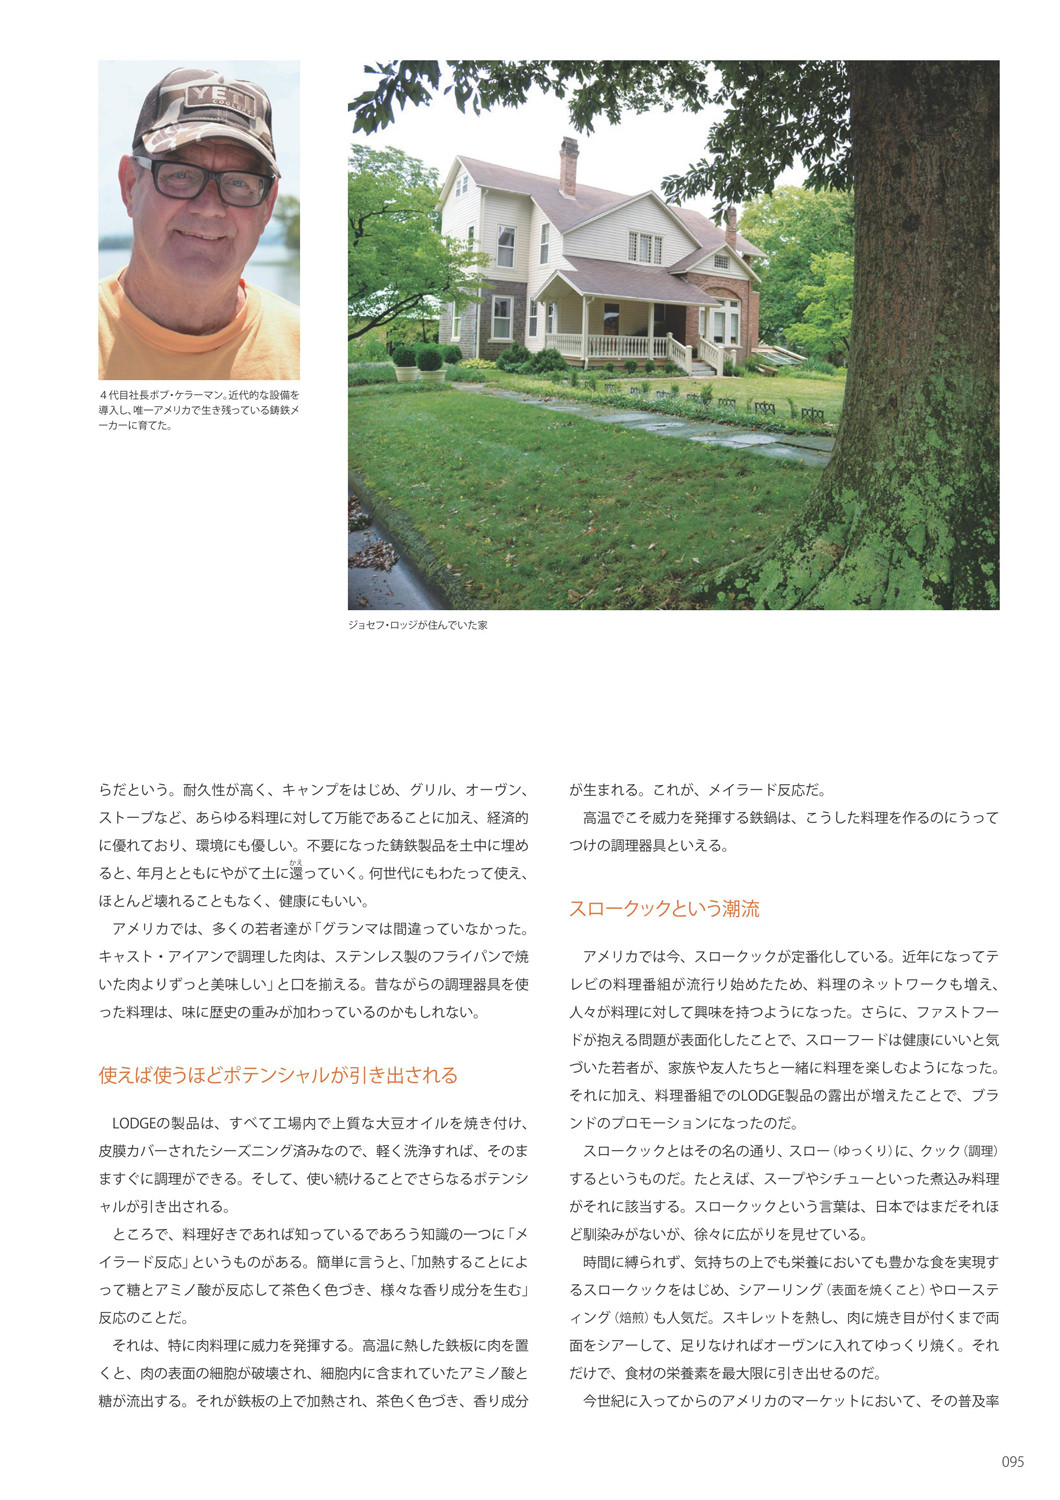 YETI
COOLERS
4代目社長ボブ・ケラーマン。近代的な設備を
導入し、唯一アメリカで生き残っている鋳鉄メ
ーカーに育てた。
ジョセフ・ロッジが住んでいた家
らだという。耐久性が高く、キャンプをはじめ、グリル、オーヴン、
ストーブなど、あらゆる料理に対して万能であることに加え、経済的
に優れており、環境にも優しい。不要になった鋳鉄製品を土中に埋め
かえ
ると、年月とともにやがて土に還っていく。何世代にもわたって使え、
ほとんど壊れることもなく、健康にもいい。
アメリカでは、多くの若者達が「グランマは間違っていなかった。
キャスト・アイアンで調理した肉は、ステンレス製のフライパンで焼
いた肉よりずっと美味しい」と口を揃える。昔ながらの調理器具を使
った料理は、味に歴史の重みが加わっているのかもしれない。
使えば使うほどポテンシャルが引き出される
LODGEの製品は、すべて工場内で上質な大豆オイルを焼き付け、
皮膜カバーされたシーズニング済みなので、軽く洗浄すれば、そのま
ますぐに調理ができる。そして、使い続けることでさらなるポテンシ
ャルが引き出される。
ところで、料理好きであれば知っているであろう知識の一つに「メ
イラード反応」というものがある。簡単に言うと、「加熱することによ
って糖とアミノ酸が反応して茶色く色づき、様々な香り成分を生む」
反応のことだ。
それは、特に肉料理に威力を発揮する。高温に熱した鉄板に肉を置
くと、肉の表面の細胞が破壊され、細胞内に含まれていたアミノ酸と
糖が流出する。それが鉄板の上で加熱され、茶色く色づき、香り成分
が生まれる。これが、メイラード反応だ。
高温でこそ威力を発揮する鉄鍋は、こうした料理を作るのにうって
つけの調理器具といえる。
スロークックという潮流
アメリカでは今、スロークックが定番化している。近年になってテ
レビの料理番組が流行り始めたため、料理のネットワークも増え、
人々が料理に対して興味を持つようになった。さらに、ファストフー
ドが抱える問題が表面化したことで、スローフードは健康にいいと気
づいた若者が、家族や友人たちと一緒に料理を楽しむようになった。
それに加え、料理番組でのLODGE製品の露出が増えたことで、ブラ
ンドのプロモーションになったのだ。
スロークックとはその名の通り、スロー（ゆっくり）に、クック（調理）
するというものだ。たとえば、スープやシチューといった煮込み料理
がそれに該当する。スロークックという言葉は、日本ではまだそれほ
ど馴染みがないが、徐々に広がりを見せている。
時間に縛られず、気持ちの上でも栄養においても豊かな食を実現す
るスロークックをはじめ、シアーリング（表面を焼くこと）やロースティ
ィング（焙煎）も人気だ。スキレットを熱し、肉に焼き目が付くまで両
面をシアーして、足りなければオーヴンに入れてゆっくり焼く。それ
だけで、食材の栄養素を最大限に引き出せるのだ。
今世紀に入ってからのアメリカのマーケットにおいて、その普及率
095